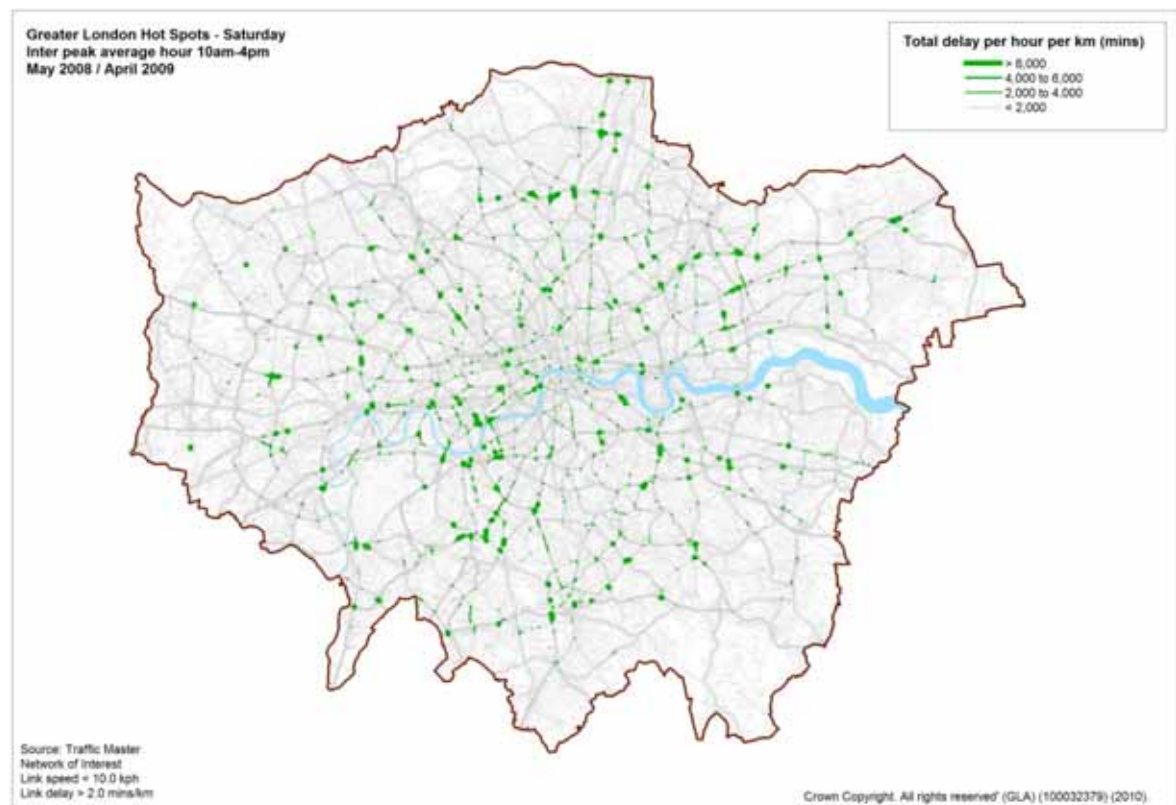 Greater London Hot Spots - Saturday
Inter peak average hour 10am-4pm
May 2008 / April 2009
Total delay per hour per km (mins)
> 6,000
4,000 to 6,000
2,000 to 4,000
< 2,000
Source: Traffic Master
Network of Interest
Link speed < 10.0 kph
Link delay > 2.0 mins/km
Crown Copyright. All rights reserved' (GLA) (100032379) (2010).